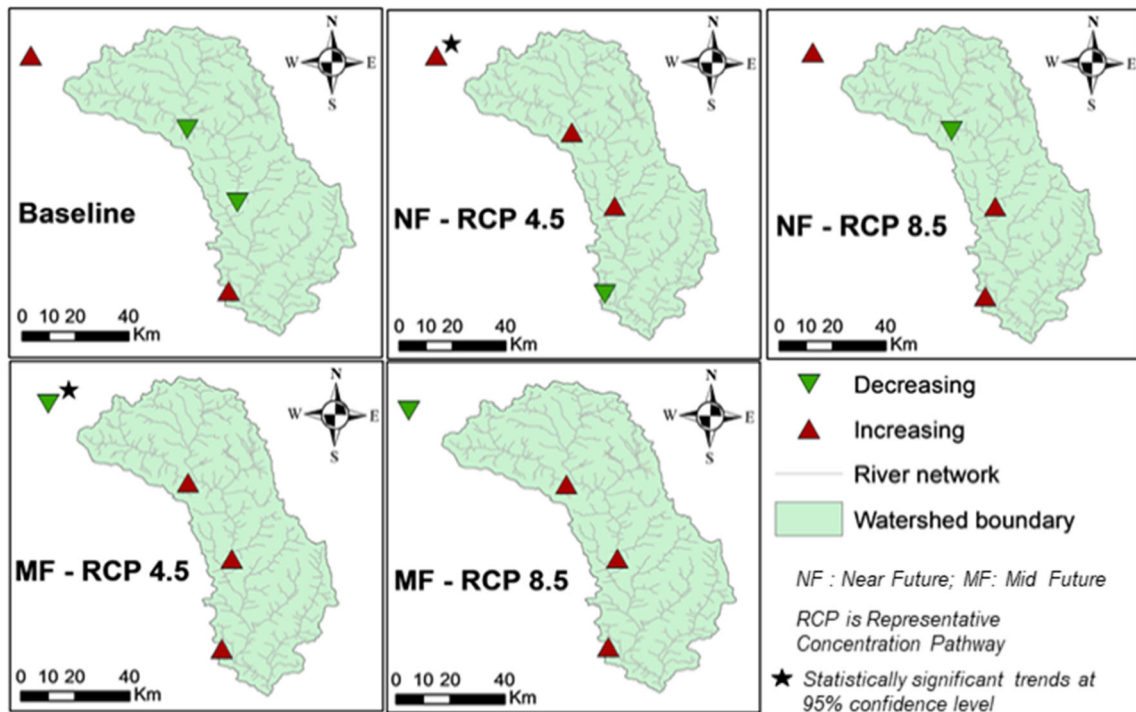 N
W E
S
Baseline
0 10 20 40
Km
N
W E
S
NF - RCP 4.5
0 10 20 40
Km
N
W E
S
NF - RCP 8.5
0 10 20 40
Km
N
W E
S
MF - RCP 4.5
0 10 20 40
Km
N
W E
S
MF - RCP 8.5
0 10 20 40
Km
Decreasing
Increasing
River network
Watershed boundary
NF : Near Future; MF: Mid Future
RCP is Representative
Concentration Pathway
Statistically significant trends at
95% confidence level